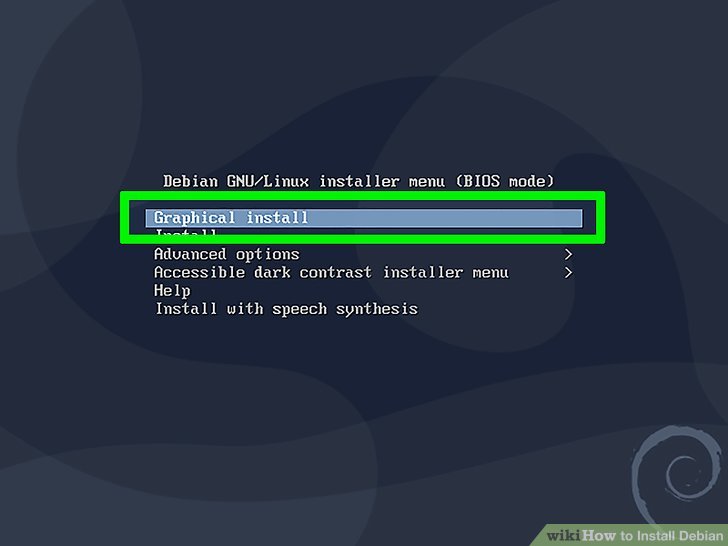 Debian GNU/Linux installer menu (BIOS mode)
Graphical install
Install
Advanced options >
Accessible dark contrast installer menu >
Help
Install with speech synthesis
wikiHow to Install Debian